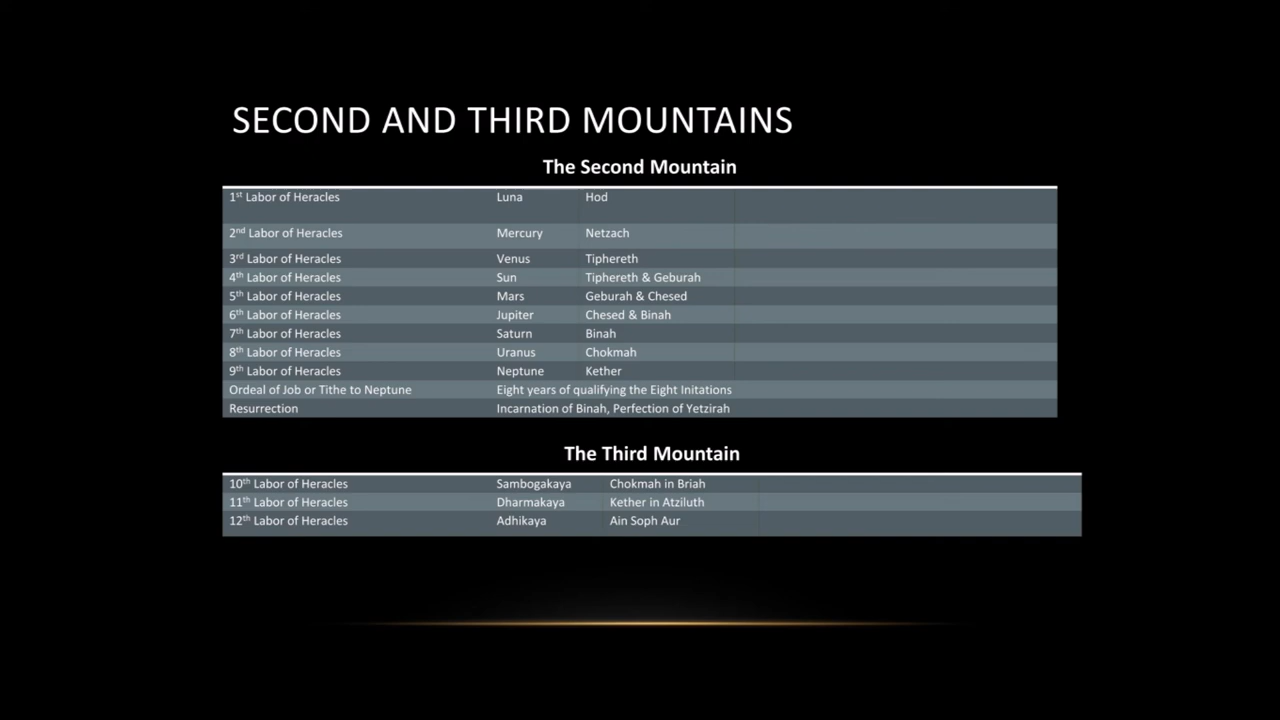 SECOND AND THIRD MOUNTAINS
The Second Mountain
1st Labor of Heracles Luna Hod
2nd Labor of Heracles Mercury Netzach
3rd Labor of Heracles Venus Tiphereth
4th Labor of Heracles Sun Tiphereth & Geburah
5th Labor of Heracles Mars Geburah & Chesed
6th Labor of Heracles Jupiter Chesed & Binah
7th Labor of Heracles Saturn Binah
8th Labor of Heracles Uranus Chokmah
9th Labor of Heracles Neptune Kether
Ordeal of Job or Tithe to Neptune Eight years of qualifying the Eight Initations
Resurrection Incarnation of Binah, Perfection of Yetzirah
The Third Mountain
10th Labor of Heracles Sambogakaya Chokmah in Briah
11th Labor of Heracles Dharmakaya Kether in Atziluth
12th Labor of Heracles Adhikaya Ain Soph Aur